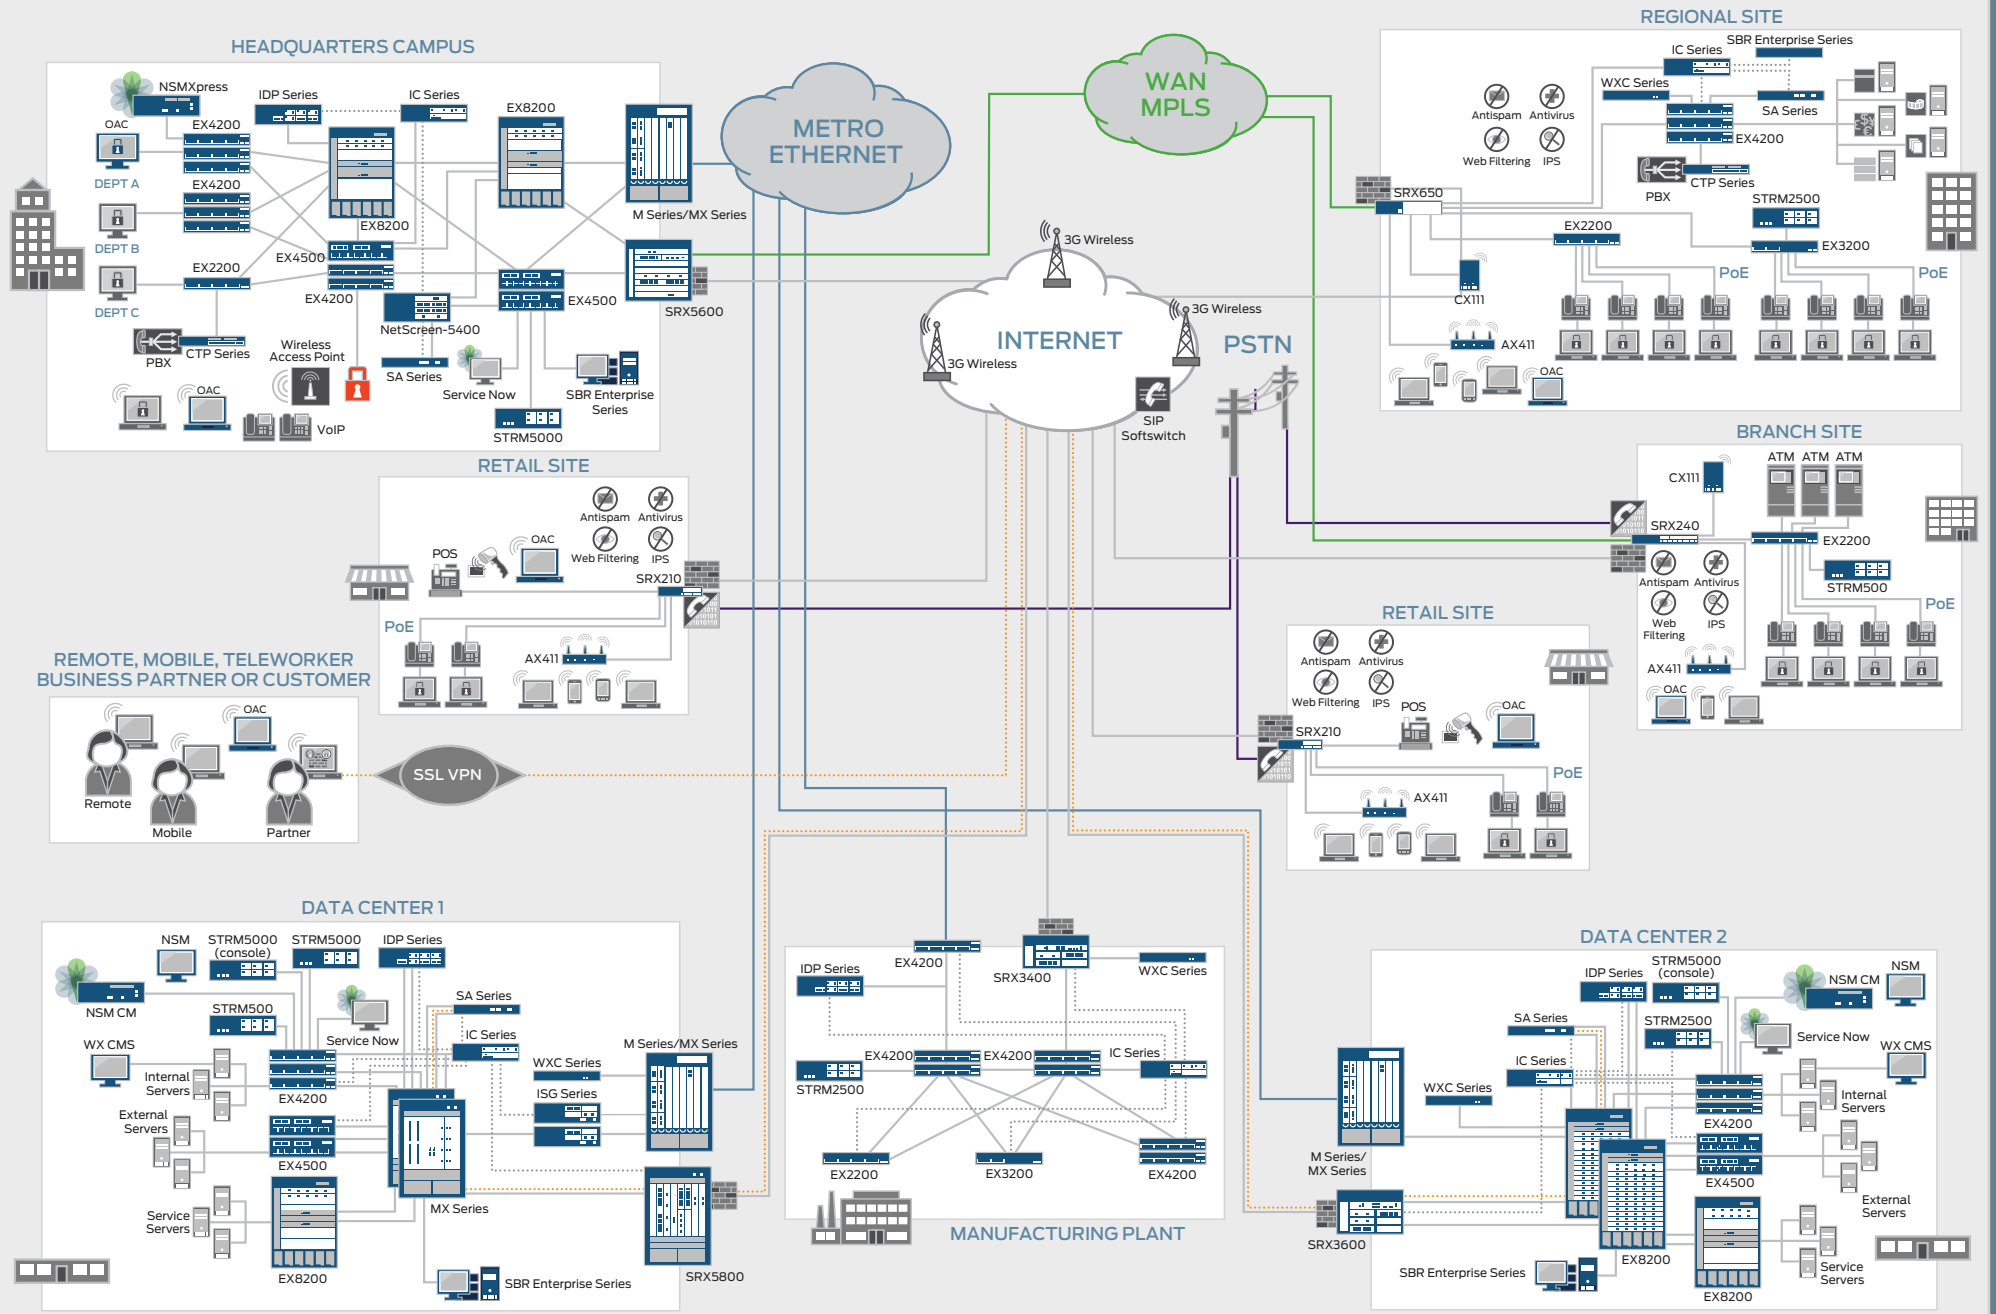 HEADQUARTERS CAMPUS
NSMXpress
IDP Series
IC Series
EX8200
OAC
EX4200
DEPT A
EX4200
M Series/MX Series
DEPT B
EX8200
EX4500
EX2200
EX4200
EX4500
DEPT C
SRX5600
NetScreen-5400
PBX
CTP Series
Wireless
Access Point
SA Series
Service Now
SBR Enterprise
Series
OAC
VoIP
STRM5000
METRO
ETHERNET
WAN
MPLS
3G Wireless
3G Wireless
3G Wireless
INTERNET
SIP
Softswitch
PSTN
REGIONAL SITE
SBR Enterprise Series
IC Series
WXC Series
SA Series
Antispam
Antivirus
Web Filtering
IPS
EX4200
PBX
CTP Series
SRX650
STRM2500
EX2200
EX3200
PoE
PoE
CX111
AX411
OAC
BRANCH SITE
ATM
ATM
ATM
CX111
SRX240
EX2200
Antispam
Antivirus
STRM500
Web
Filtering
IPS
PoE
AX411
OAC
RETAIL SITE
Antispam
Antivirus
Web Filtering
IPS
POS
OAC
SRX210
PoE
AX411
RETAIL SITE
Antispam
Antivirus
Web Filtering
IPS
POS
OAC
SRX210
PoE
AX411
REMOTE, MOBILE, TELEWORKER
BUSINESS PARTNER OR CUSTOMER
OAC
Remote
Mobile
Partner
SSL VPN
DATA CENTER 1
NSM
STRM5000
(console)
STRM5000
IDP Series
NSM CM
STRM500
Service Now
SA Series
IC Series
WX CMS
Internal
Servers
EX4200
WXC Series
M Series/MX Series
ISG Series
External
Servers
EX4500
MX Series
Service
Servers
EX8200
SBR Enterprise Series
SRX5800
EX4200
SRX3400
WXC Series
IDP Series
EX4200
EX4200
IC Series
STRM2500
EX2200
EX3200
EX4200
MANUFACTURING PLANT
DATA CENTER 2
IDP Series
STRM5000
(console)
NSM CM
NSM
SA Series
STRM2500
Service Now
IC Series
WX CMS
WXC Series
Internal
Servers
EX4200
M Series/
MX Series
EX4500
External
Servers
SRX3600
EX8200
SBR Enterprise Series
EX8200
Service
Servers